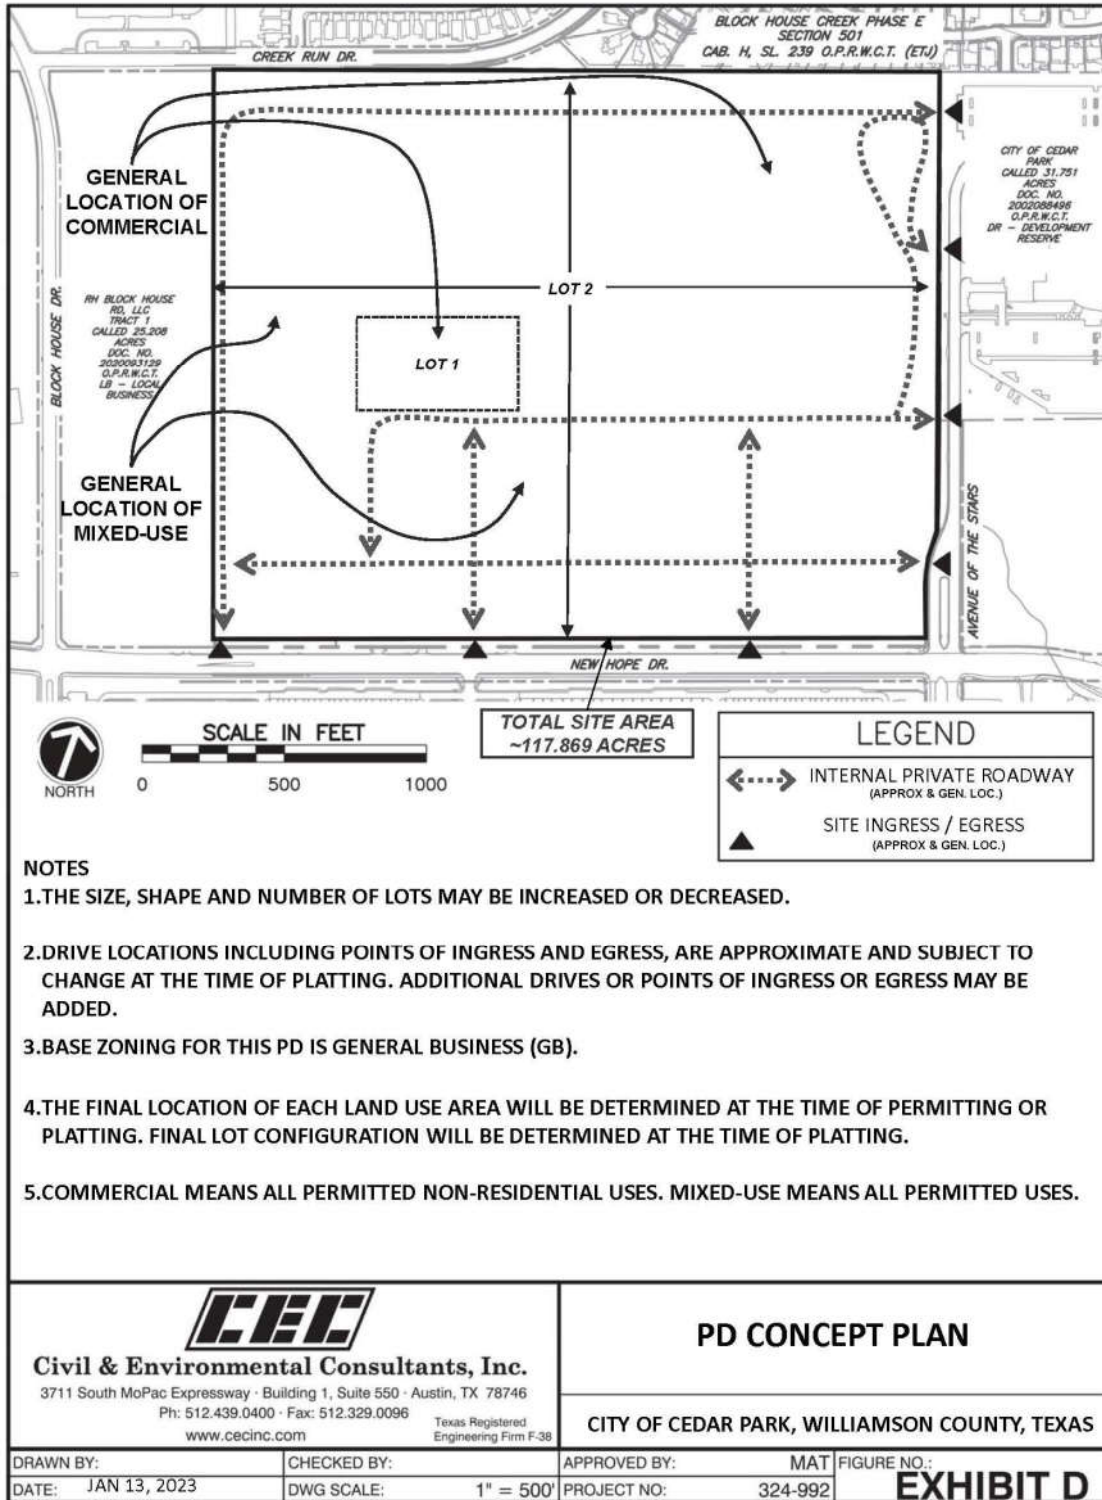 BLOCK HOUSE CREEK PHASE E
SECTION 501
CAB. H, SL. 239 O.P.R.W.C.T. (ETJ)
CREEK RUN DR.
GENERAL
LOCATION OF
COMMERCIAL
CITY OF CEDAR
PARK
CALLED 31.751
ACRES
DOC. NO.
2002088496
O.P.R.W.C.T.
DR - DEVELOPMENT
RESERVE
BLOCK HOUSE DR.
RH BLOCK HOUSE
RD, LLC
TRACT 1
CALLED 25.208
ACRES
DOC. NO.
2020093129
O.P.R.W.C.T.
LB - LOCAL
BUSINESS
LOT 2
LOT 1
GENERAL
LOCATION OF
MIXED-USE
AVENUE OF THE STARS
NEW HOPE DR.
NORTH
SCALE IN FEET
0 500 1000
TOTAL SITE AREA
~117.869 ACRES
LEGEND
INTERNAL PRIVATE ROADWAY
(APPROX & GEN. LOC.)
SITE INGRESS / EGRESS
(APPROX & GEN. LOC.)
NOTES
1.THE SIZE, SHAPE AND NUMBER OF LOTS MAY BE INCREASED OR DECREASED.
2.DRIVE LOCATIONS INCLUDING POINTS OF INGRESS AND EGRESS, ARE APPROXIMATE AND SUBJECT TO
CHANGE AT THE TIME OF PLATTING. ADDITIONAL DRIVES OR POINTS OF INGRESS OR EGRESS MAY BE
ADDED.
3.BASE ZONING FOR THIS PD IS GENERAL BUSINESS (GB).
4.THE FINAL LOCATION OF EACH LAND USE AREA WILL BE DETERMINED AT THE TIME OF PERMITTING OR
PLATTING. FINAL LOT CONFIGURATION WILL BE DETERMINED AT THE TIME OF PLATTING.
5.COMMERCIAL MEANS ALL PERMITTED NON-RESIDENTIAL USES. MIXED-USE MEANS ALL PERMITTED USES.
CEC
Civil & Environmental Consultants, Inc.
3711 South MoPac Expressway · Building 1, Suite 550 · Austin, TX 78746
Ph: 512.439.0400 · Fax: 512.329.0096
www.cecinc.com
Texas Registered
Engineering Firm F-38
PD CONCEPT PLAN
CITY OF CEDAR PARK, WILLIAMSON COUNTY, TEXAS
DRAWN BY: CHECKED BY: APPROVED BY: MAT FIGURE NO.:
DATE: JAN 13, 2023 DWG SCALE: 1" = 500' PROJECT NO: 324-992 EXHIBIT D